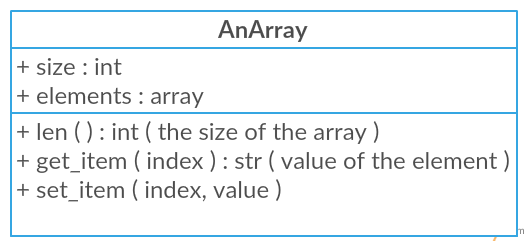 AnArray
+ size : int
+ elements : array
+ len ( ) : int ( the size of the array )
+ get_item ( index ) : str ( value of the element )
+ set_item ( index, value )